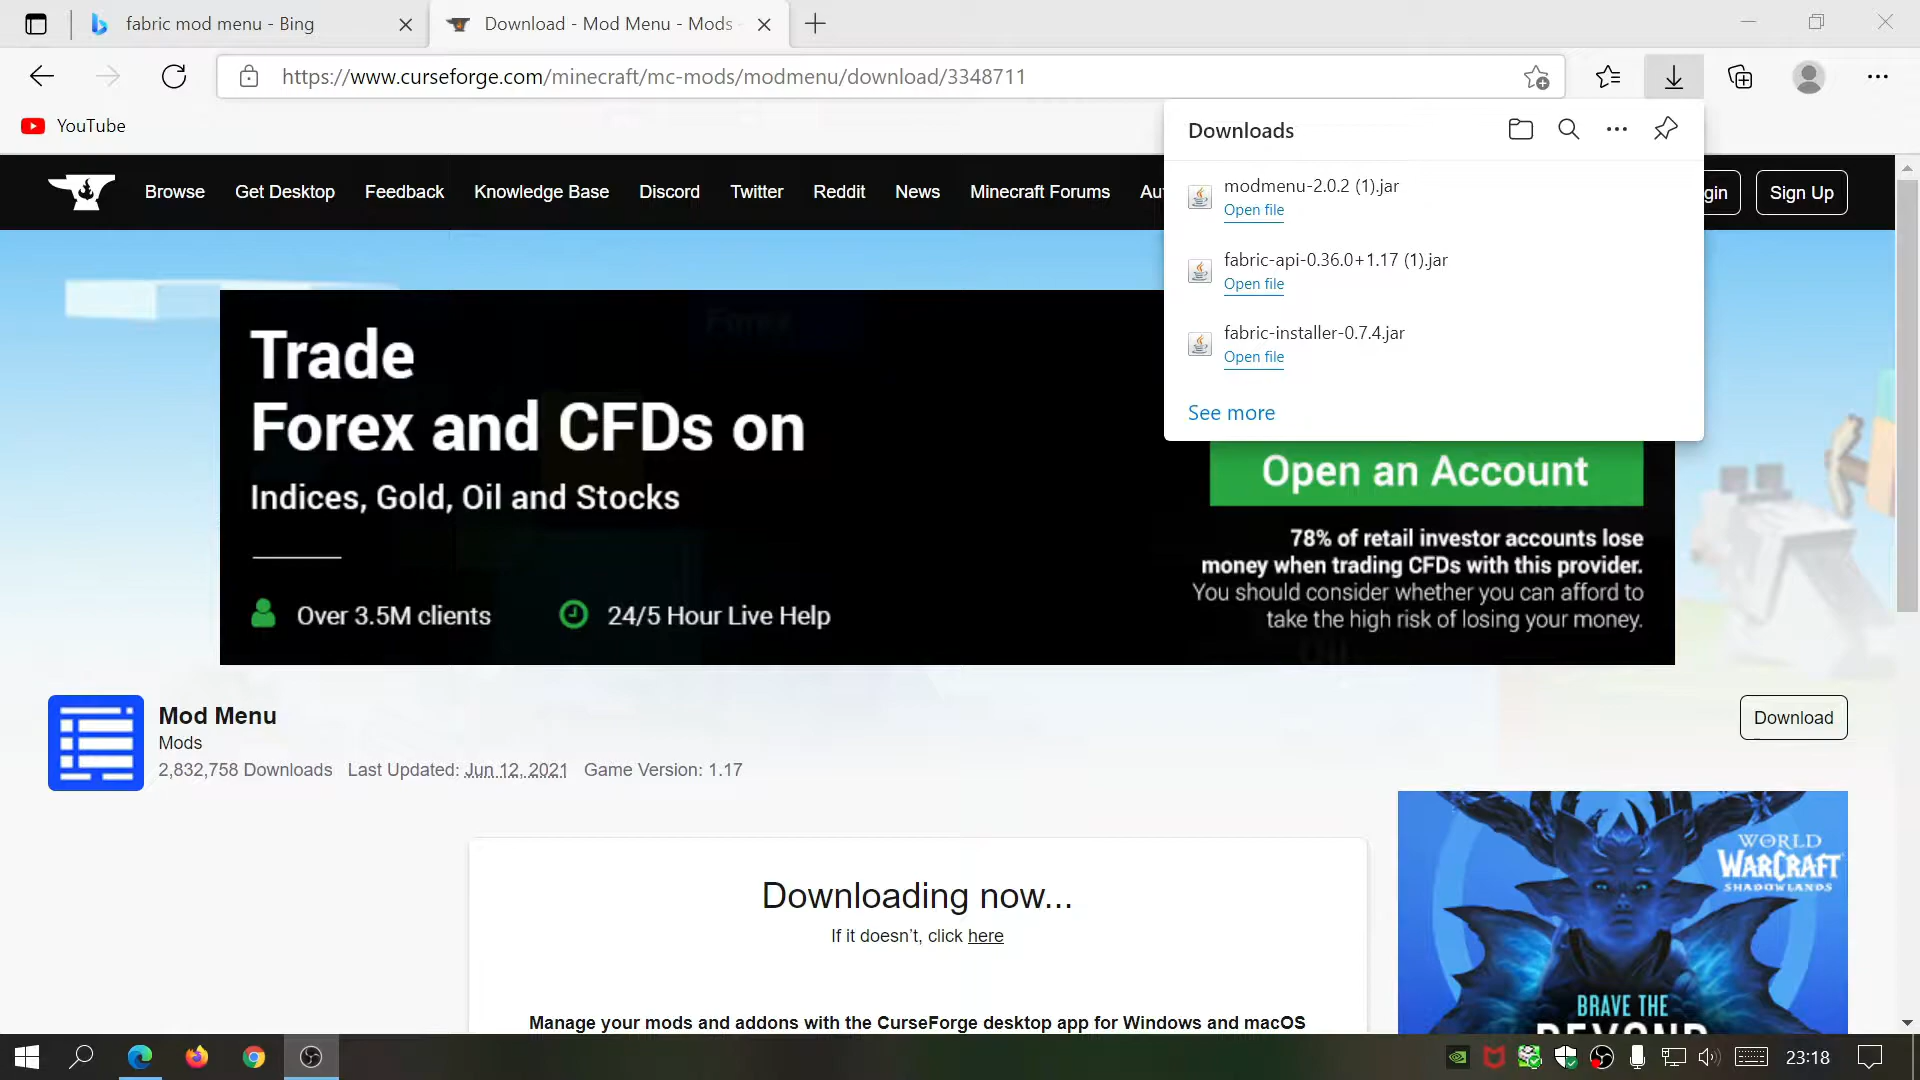 fabric mod menu - Bing
Download - Mod Menu - Mods -
https://www.curseforge.com/minecraft/mc-mods/modmenu/download/3348711
YouTube
Downloads
modmenu-2.0.2 (1).jar
Open file
fabric-api-0.36.0+1.17 (1).jar
Open file
fabric-installer-0.7.4.jar
Open file
See more
Browse
Get Desktop
Feedback
Knowledge Base
Discord
Twitter
Reddit
News
Minecraft Forums
Au
gin
Sign Up
Trade
Forex and CFDs on
Indices, Gold, Oil and Stocks
Over 3.5M clients
24/5 Hour Live Help
Open an Account
78% of retail investor accounts lose
money when trading CFDs with this provider.
You should consider whether you can afford to
take the high risk of losing your money.
Mod Menu
Mods
2,832,758 Downloads Last Updated: Jun 12, 2021 Game Version: 1.17
Download
Downloading now...
If it doesn't, click here
Manage your mods and addons with the CurseForge desktop app for Windows and macOS
WORLD
WARCRAFT
SHADOWLANDS
BRAVE THE
BEYOND
23:18